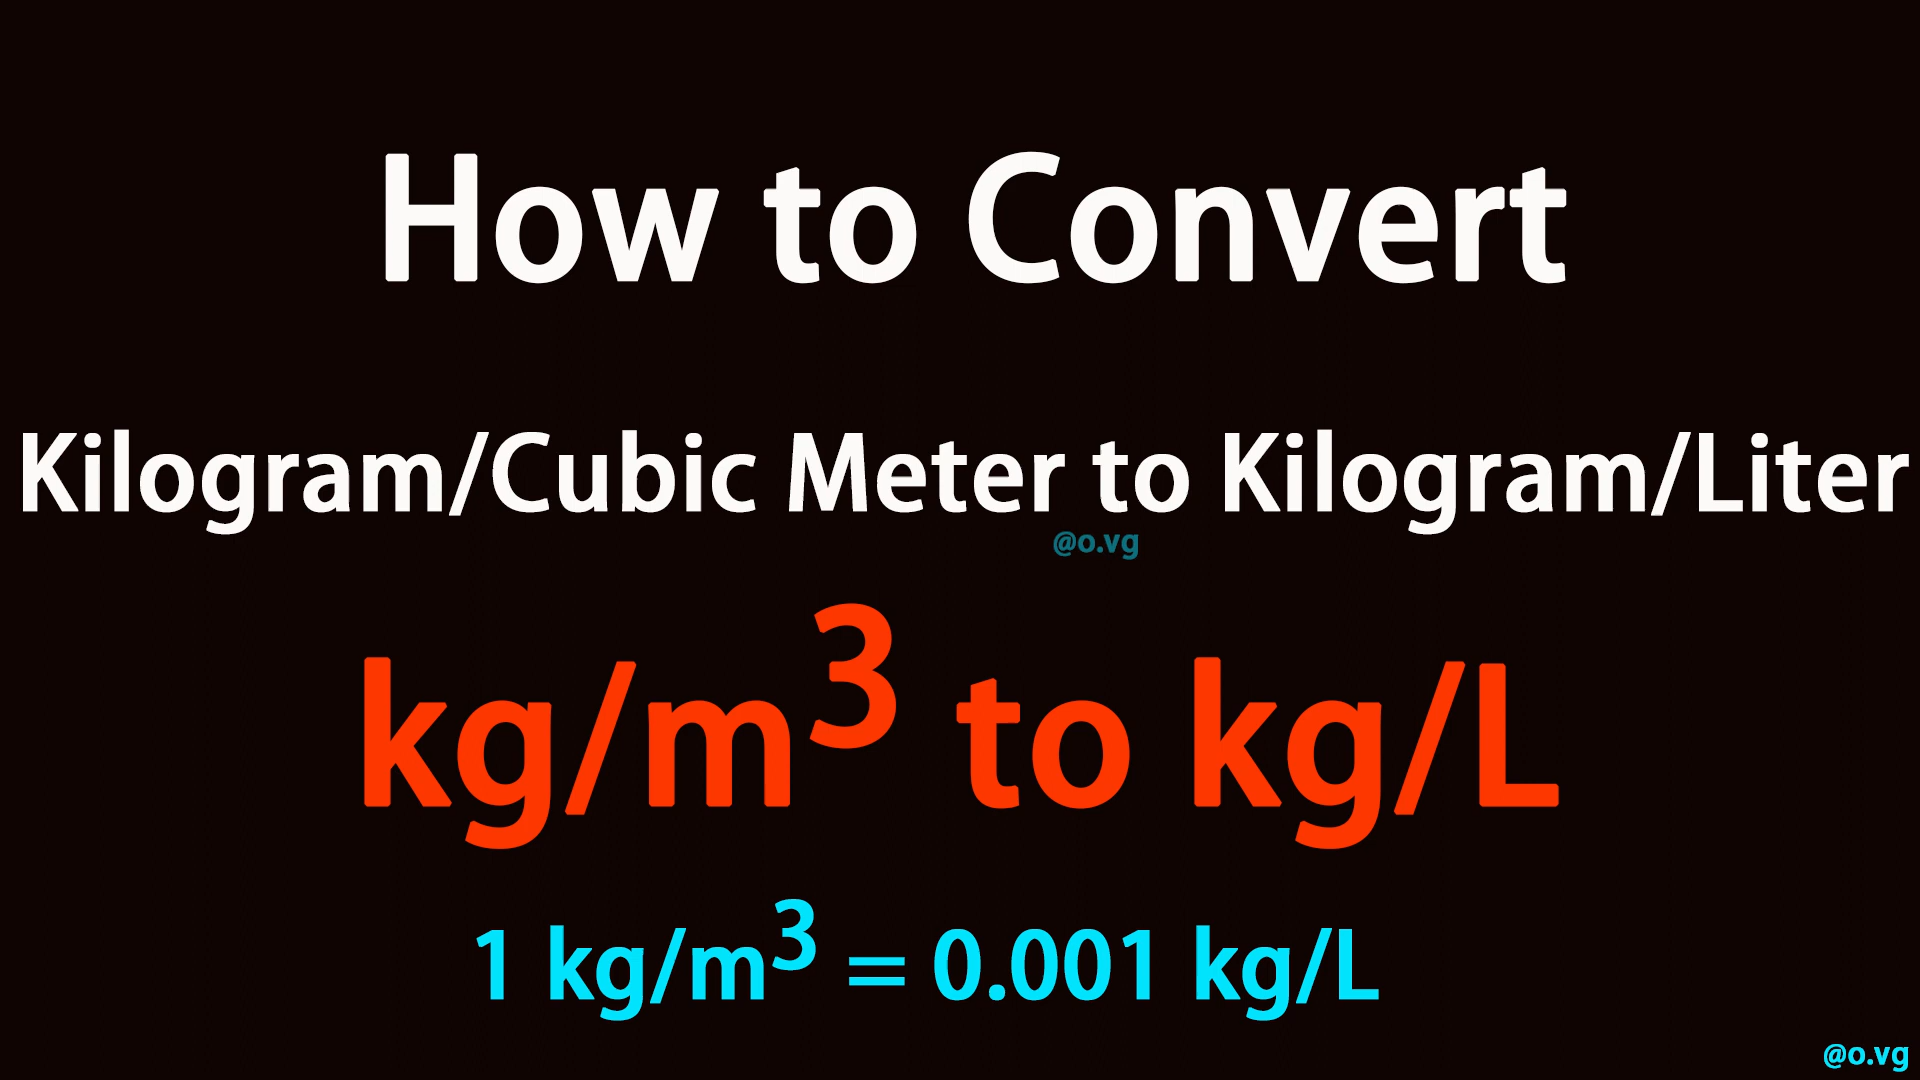 How to Convert
Kilogram/Cubic Meter to Kilogram/Liter
@o.vg
kg/m³ to kg/L
1 kg/m³ = 0.001 kg/L
@o.vg